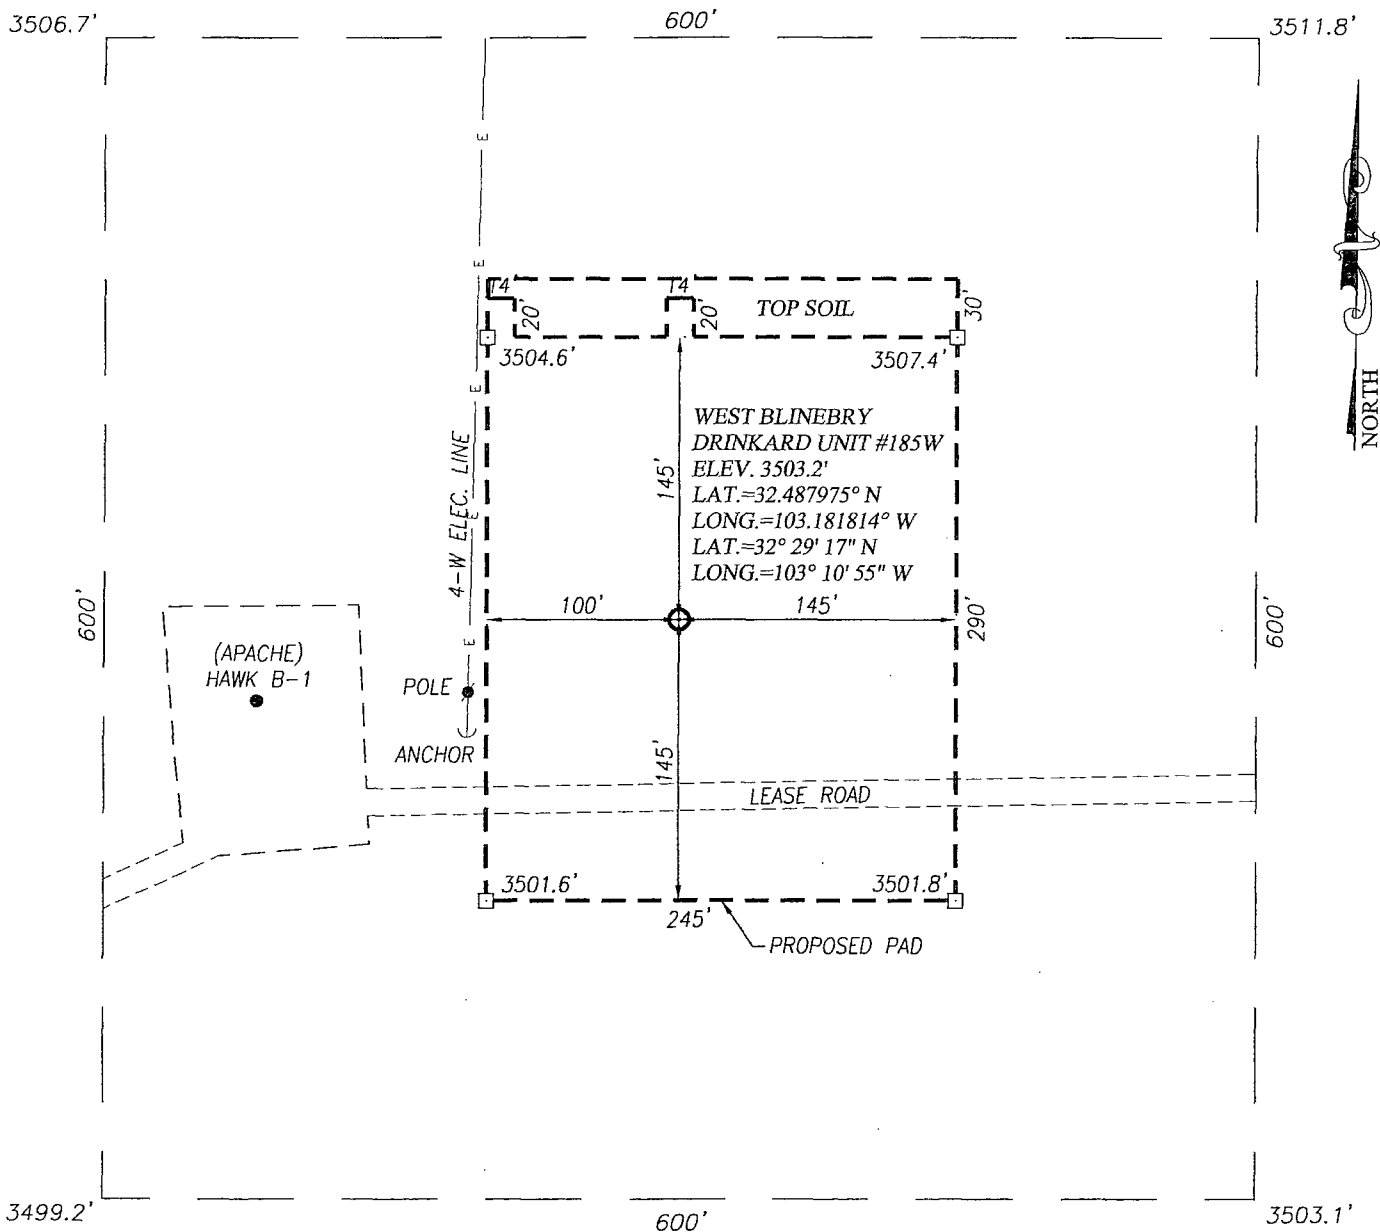 3506.7'
600'
3511.8'
NORTH
E
E
E
E
E
14
14
20'
20'
TOP SOIL
30'
3504.6'
3507.4'
WEST BLINEBRY
DRINKARD UNIT #185W
ELEV. 3503.2'
LAT.=32.487975° N
LONG.=103.181814° W
LAT.=32° 29' 17" N
LONG.=103° 10' 55" W
145'
4-W ELEC. LINE
600'
100'
145'
290'
600'
(APACHE)
HAWK B-1
POLE
ANCHOR
145'
LEASE ROAD
3501.6'
3501.8'
245'
PROPOSED PAD
3499.2'
600'
3503.1'